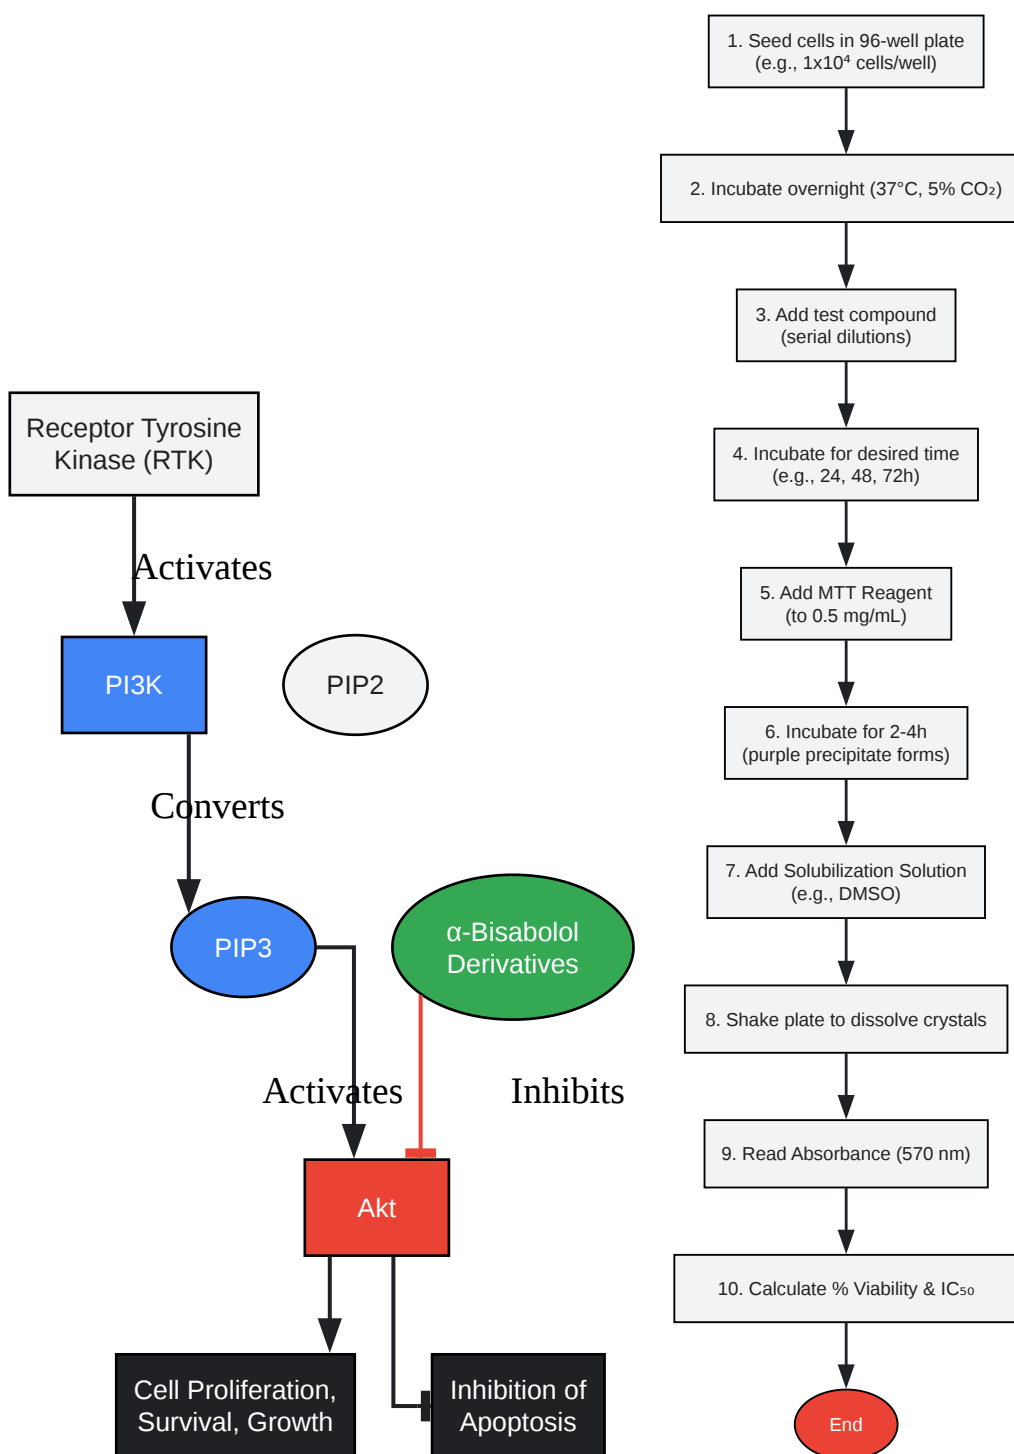 Receptor Tyrosine
Kinase (RTK)
Activates
PI3K
PIP2
Converts
PIP3
α-Bisabolol
Derivatives
Activates
Inhibits
Akt
Cell Proliferation,
Survival, Growth
Inhibition of
Apoptosis
1. Seed cells in 96-well plate
(e.g., 1x10⁴ cells/well)
2. Incubate overnight (37°C, 5% CO₂)
3. Add test compound
(serial dilutions)
4. Incubate for desired time
(e.g., 24, 48, 72h)
5. Add MTT Reagent
(to 0.5 mg/mL)
6. Incubate for 2-4h
(purple precipitate forms)
7. Add Solubilization Solution
(e.g., DMSO)
8. Shake plate to dissolve crystals
9. Read Absorbance (570 nm)
10. Calculate % Viability & IC₅₀
End